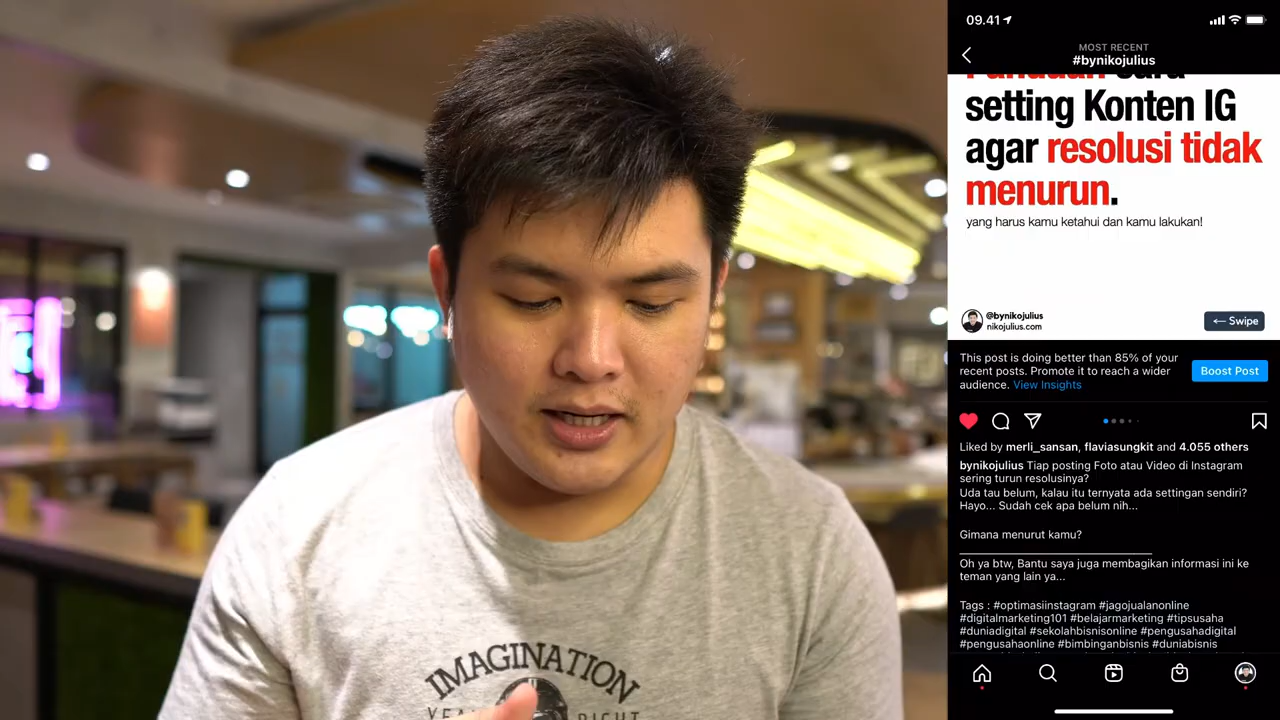 09.41
MOST RECENT
#bynikojulius
setting Konten IG
agar resolusi tidak
menurun.
yang harus kamu ketahui dan kamu lakukan!
@bynikojulius
nikojulius.com
← Swipe
This post is doing better than 85% of your
recent posts. Promote it to reach a wider
audience. View Insights
Boost Post
Liked by merli_sansan, flaviasungkit and 4.055 others
bynikojulius Tiap posting Foto atau Video di Instagram
sering turun resolusinya?
Uda tau belum, kalau itu ternyata ada settingan sendiri?
Hayo... Sudah cek apa belum nih...
Gimana menurut kamu?
Oh ya btw, Bantu saya juga membagikan informasi ini ke
teman yang lain ya...
Tags : #optimasiinstagram #jagojualanonline
#digitalmarketing101 #belajarmarketing #tipsusaha
#duniadigital #sekolahbisnisonline #pengusahadigital
#pengusahaonline #bimbinganbisnis #duniabisnis
IMAGINATION